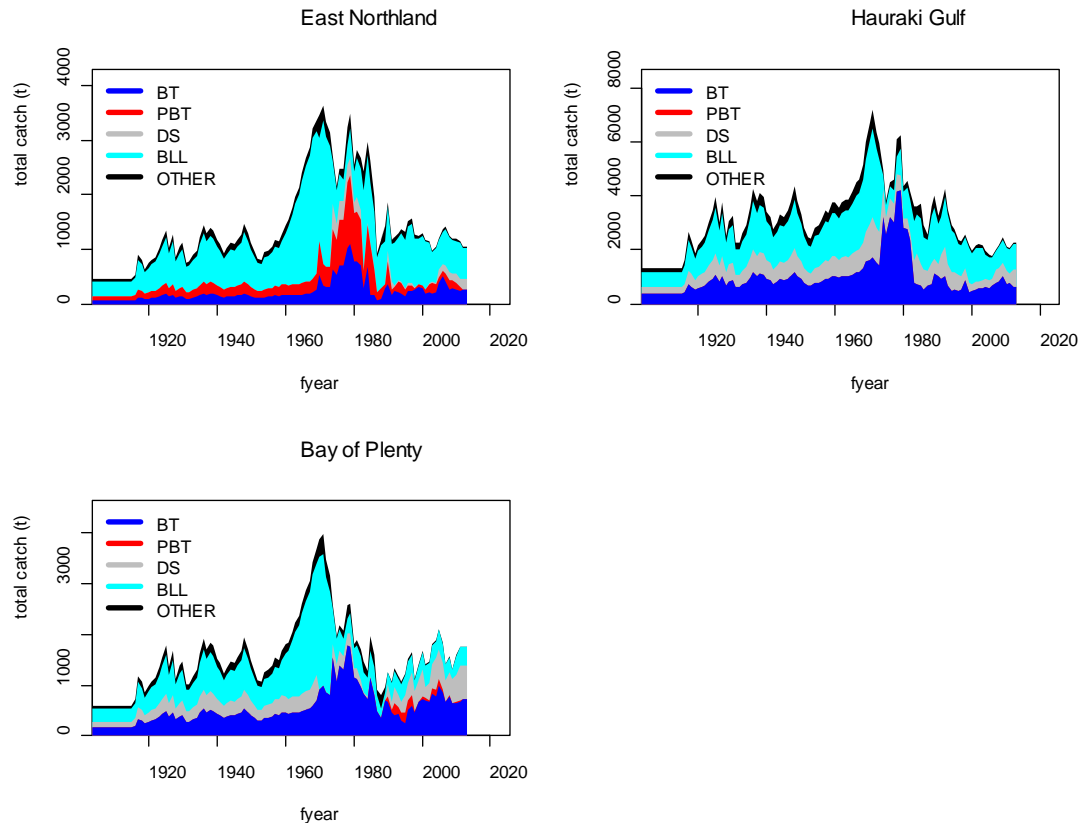 East Northland
total catch (t)
4000
3000
2000
1000
0
BT
PBT
DS
BLL
OTHER
1920 1940 1960 1980 2000 2020
fyear
Hauraki Gulf
total catch (t)
8000
6000
4000
2000
0
BT
PBT
DS
BLL
OTHER
1920 1940 1960 1980 2000 2020
fyear
Bay of Plenty
total catch (t)
3000
1000
0
BT
PBT
DS
BLL
OTHER
1920 1940 1960 1980 2000 2020
fyear